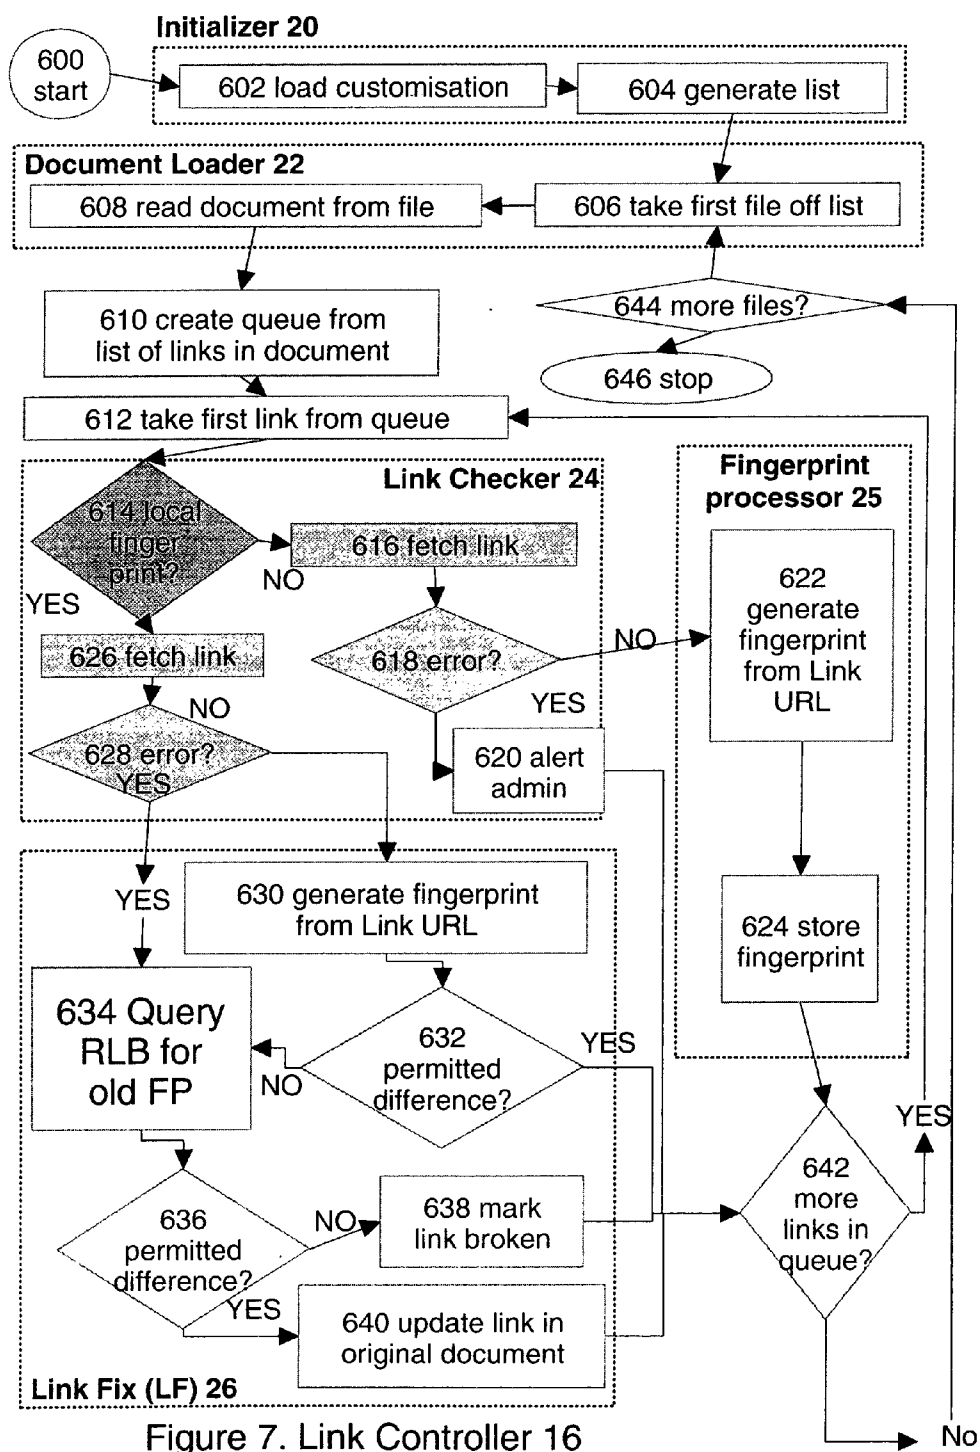 Initializer 20
600
start
602 load customisation
604 generate list
Document Loader 22
608 read document from file
606 take first file off list
610 create queue from
list of links in document
644 more files?
646 stop
612 take first link from queue
Link Checker 24
Fingerprint
processor 25
614 local
finger
print?
616 fetch link
NO
YES
626 fetch link
618 error?
NO
YES
622
generate
fingerprint
from Link
URL
NO
628 error?
YES
620 alert
admin
YES
630 generate fingerprint
from Link URL
624 store
fingerprint
634 Query
RLB for
old FP
632
permitted
difference?
YES
NO
YES
642
more
links in
queue?
636
permitted
difference?
NO
638 mark
link broken
YES
640 update link in
original document
Link Fix (LF) 26
No
Figure 7. Link Controller 16